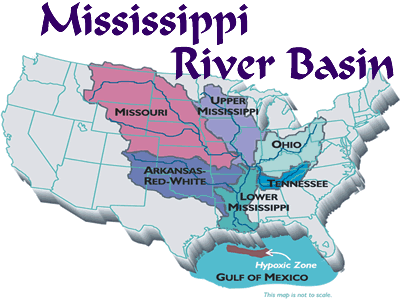 Mississippi
River Basin
MISSOURI
UPPER
MISSISSIPPI
OHIO
ARKANSAS-
RED-WHITE
TENNESSEE
LOWER
MISSISSIPPI
Hypoxic Zone
GULF OF MEXICO
This map is not to scale.